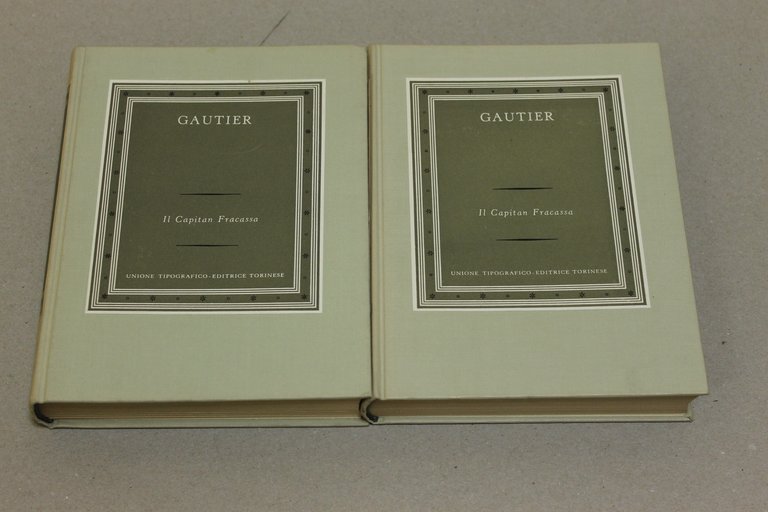 GAUTIER
Il Capitan Fracassa
UNIONE TIPOGRAFICO-EDITRICE TORINESE
GAUTIER
Il Capitan Fracassa
UNIONE TIPOGRAFICO-EDITRICE TORINESE